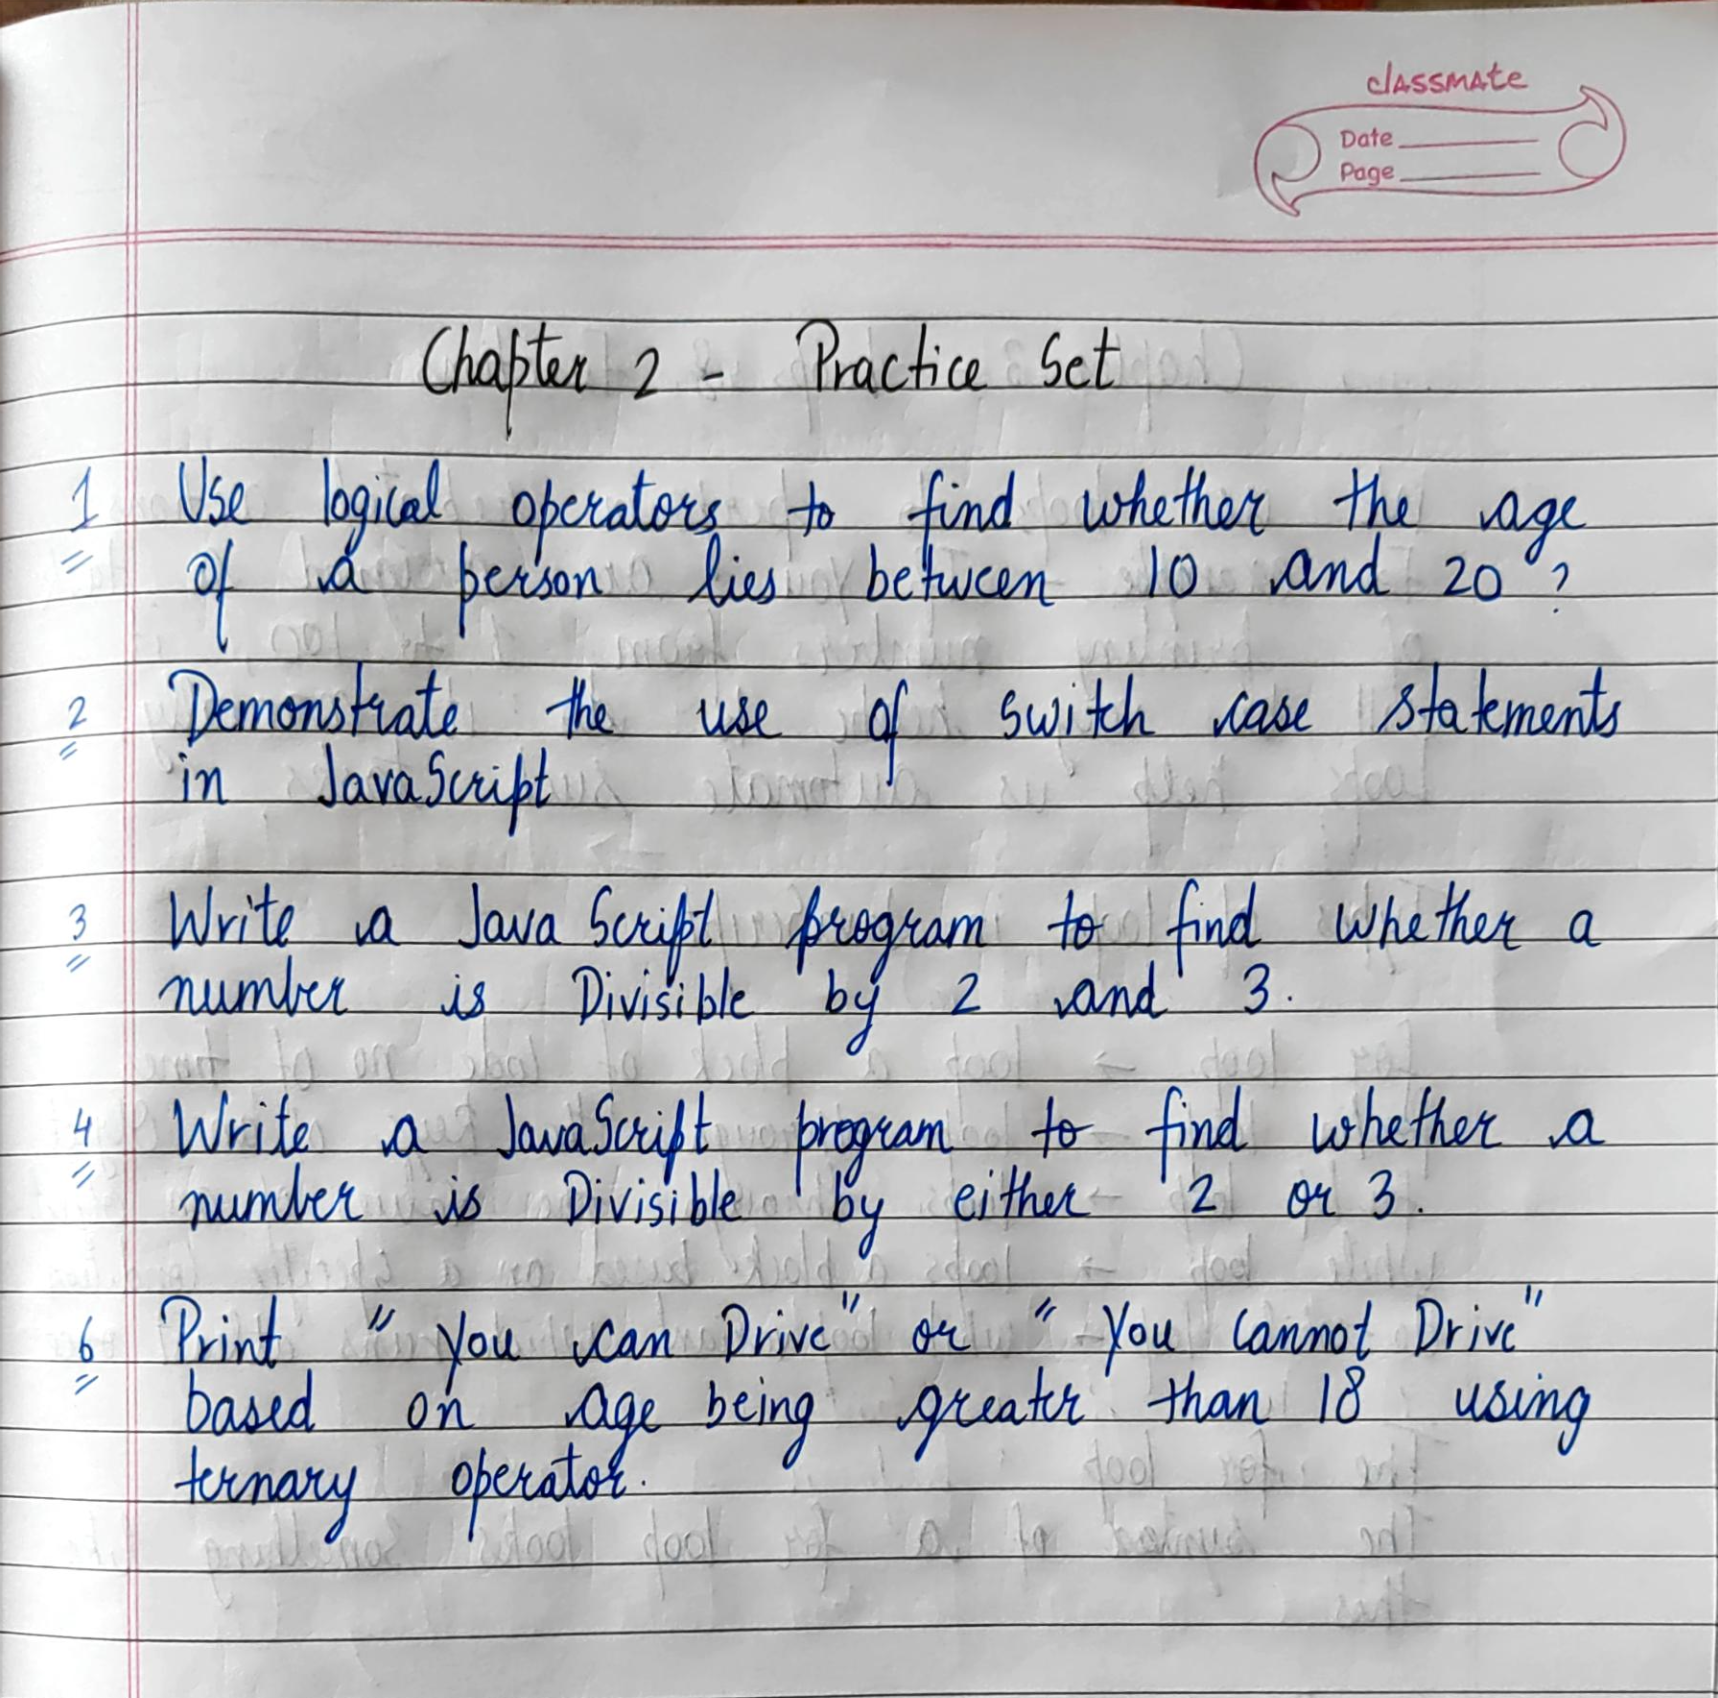 classmate
Date
Page
Chapter 2 - Practice Set
1 Use logical operators to find whether the age
of a person lies between 10 and 20 ?
2 Demonstrate the use of switch case statements
in JavaScript
3 Write a Java Script program to find whether a
number is Divisible by 2 and 3.
4 Write a JavaScript program to find whether a
number is Divisible by either 2 or 3.
6 Print " You can Drive" or " You cannot Drive"
based on age being greater than 18 using
ternary operator.